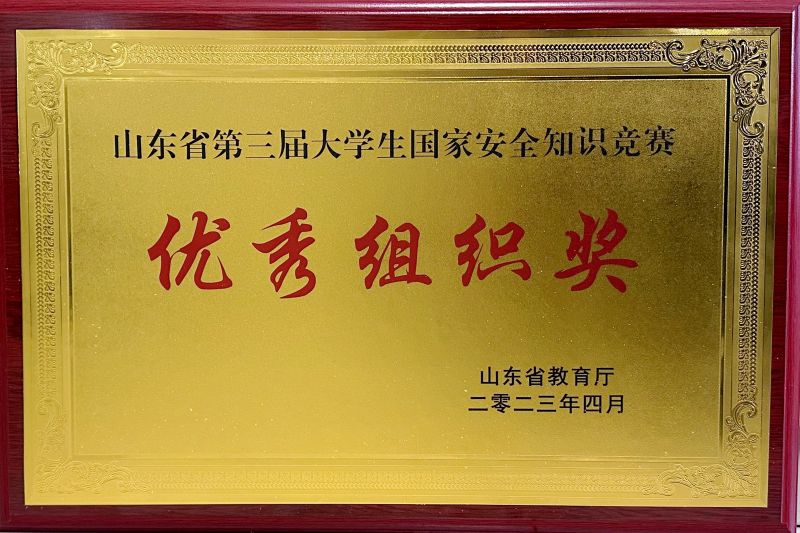 山东省第三届大学生国家安全知识竞赛
优秀组织奖
山东省教育厅
二零二三年四月